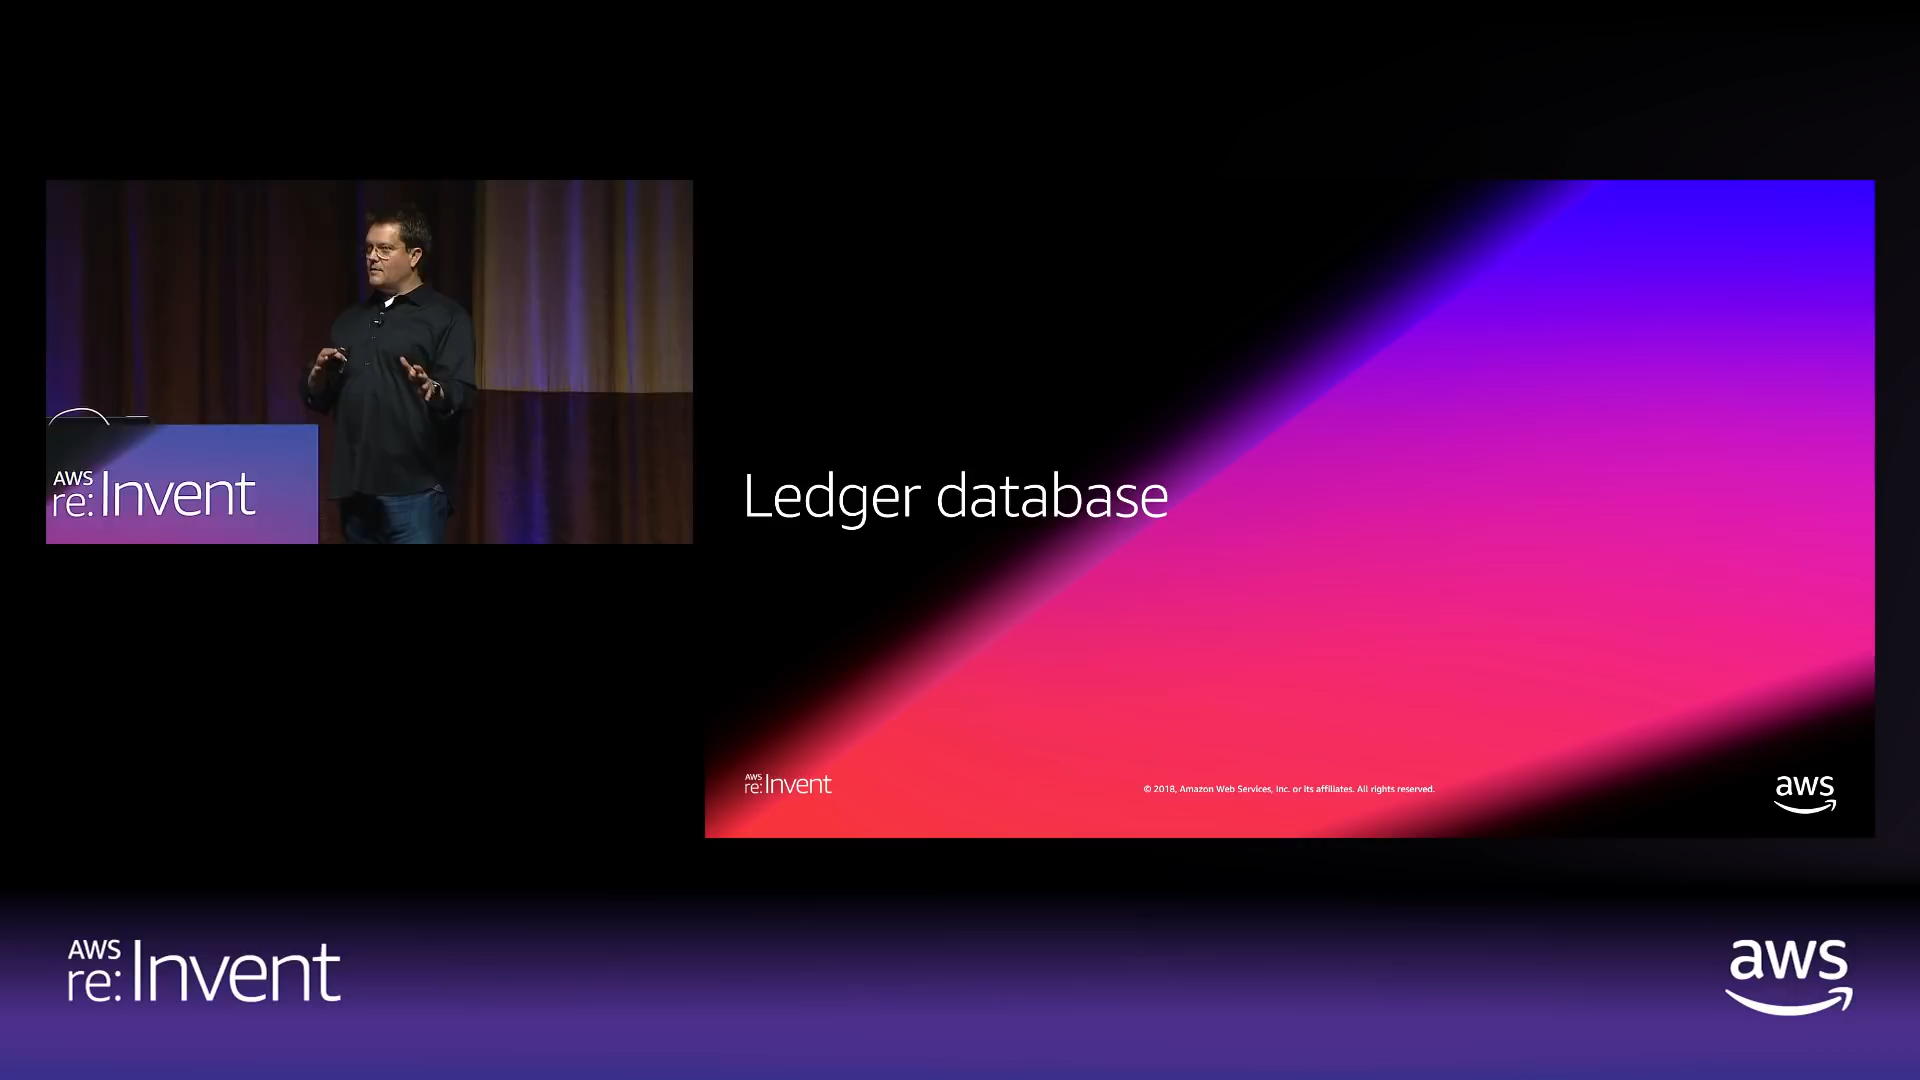 AWS
re:Invent
Ledger database
AWS
re:Invent
© 2018, Amazon Web Services, Inc. or its affiliates. All rights reserved.
aws
AWS
re:Invent
aws